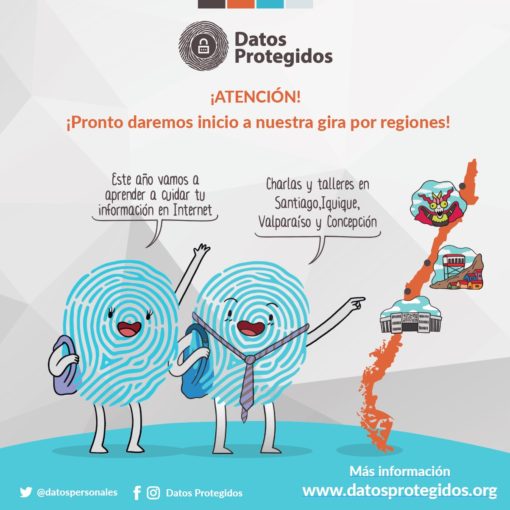 Datos
Protegidos
¡ATENCIÓN!
¡Pronto daremos inicio a nuestra gira por regiones!
Este año vamos a
aprender a cuidar tu
información en Internet
Charlas y talleres en
Santiago,Iquique,
Valparaíso y Concepción
Más información
www.datosprotegidos.org
@datospersonales
Datos Protegidos